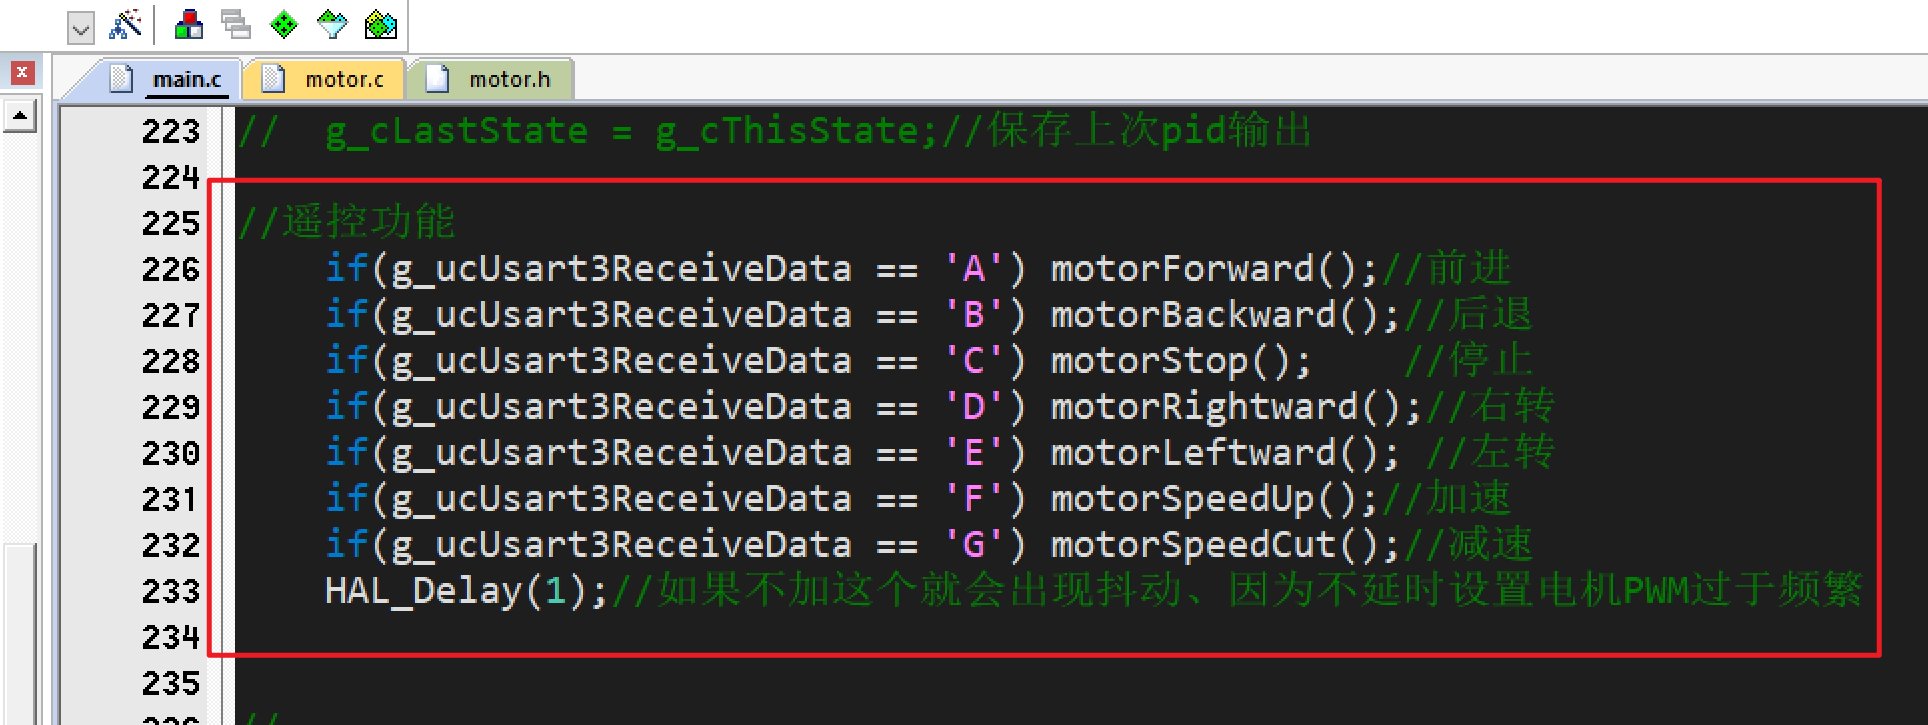 main.c motor.c motor.h
223 // g_cLastState = g_cThisState;//保存上次pid输出
224
225 //遥控功能
226 if(g_ucUsart3ReceiveData == 'A') motorForward();//前进
227 if(g_ucUsart3ReceiveData == 'B') motorBackward();//后退
228 if(g_ucUsart3ReceiveData == 'C') motorStop(); //停止
229 if(g_ucUsart3ReceiveData == 'D') motorRightward();//右转
230 if(g_ucUsart3ReceiveData == 'E') motorLeftward(); //左转
231 if(g_ucUsart3ReceiveData == 'F') motorSpeedUp();//加速
232 if(g_ucUsart3ReceiveData == 'G') motorSpeedCut();//减速
233 HAL_Delay(1);//如果不加这个就会出现抖动、因为不延时设置电机PWM过于频繁
234
235